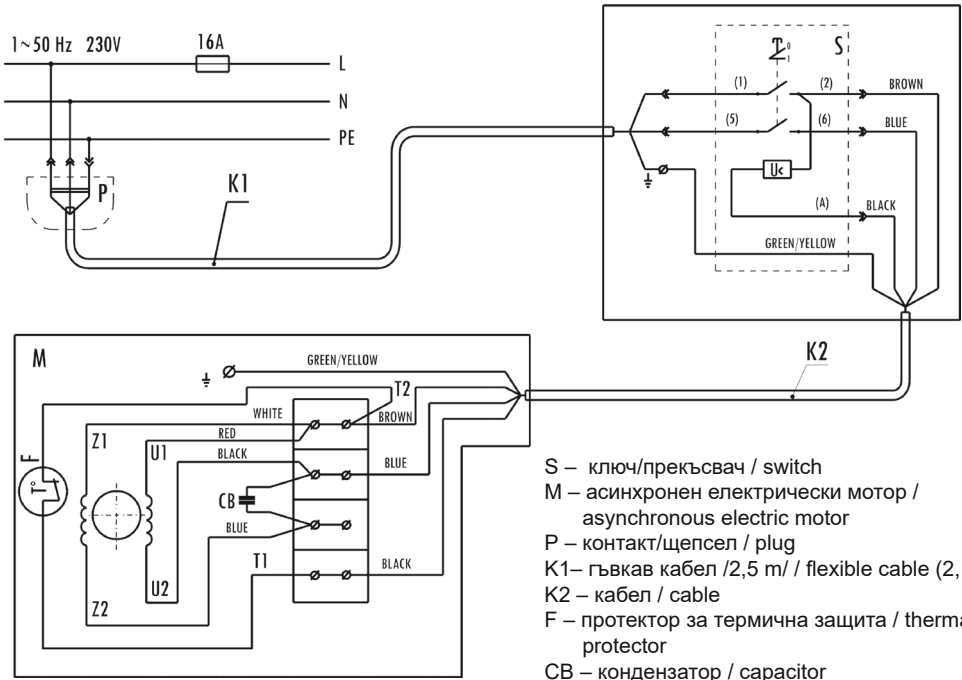 1~50 Hz 230V
16A
L
N
PE
P
K1
S
0
1
(1)
(2)
BROWN
(5)
(6)
BLUE
U<
(A)
BLACK
GREEN/YELLOW
K2
M
GREEN/YELLOW
T2
WHITE
BROWN
Z1
RED
U1
BLACK
BLUE
F
T°
CB
BLUE
T1
BLACK
U2
Z2
S – ключ/прекъсвач / switch
M – асинхронен електрически мотор /
asynchronous electric motor
P – контакт/щепсел / plug
K1– гъвкав кабел /2,5 m/ / flexible cable (2,
K2 – кабел / cable
F – протектор за термична защита / therma
protector
CB – кондензатор / capacitor